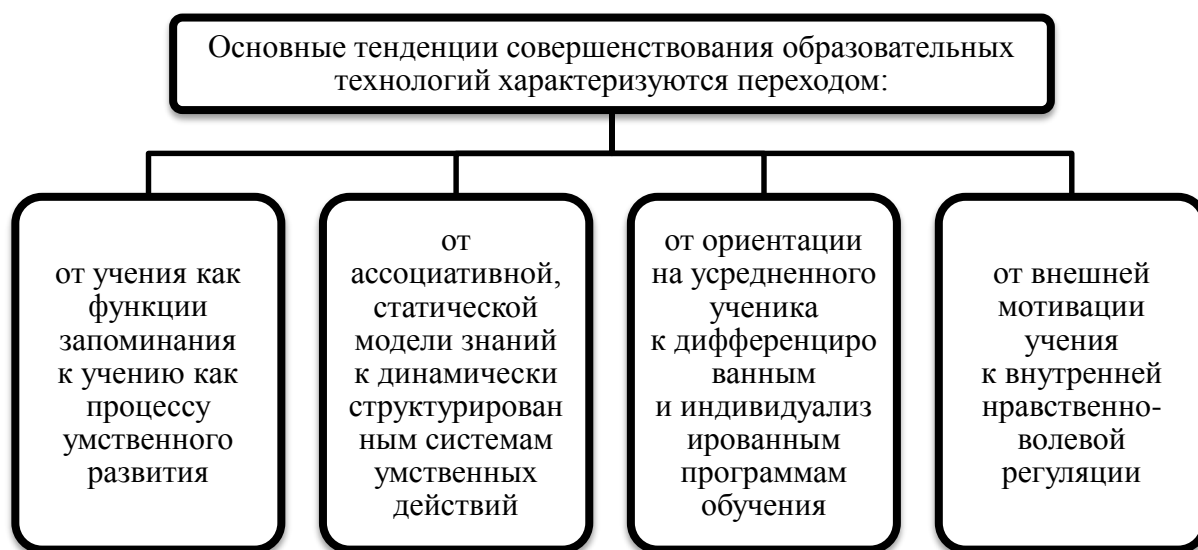 Основные тенденции совершенствования образовательных
технологий характеризуются переходом:
от учения как
функции
запоминания
к учению как
процессу
умственного
развития
от
ассоциативной,
статической
модели знаний
к динамически
структурирован
ным системам
умственных
действий
от ориентации
на усредненного
ученика
к дифференциро
ванным
и индивидуализ
ированным
программам
обучения
от внешней
мотивации
учения
к внутренней
нравственно-
волевой
регуляции